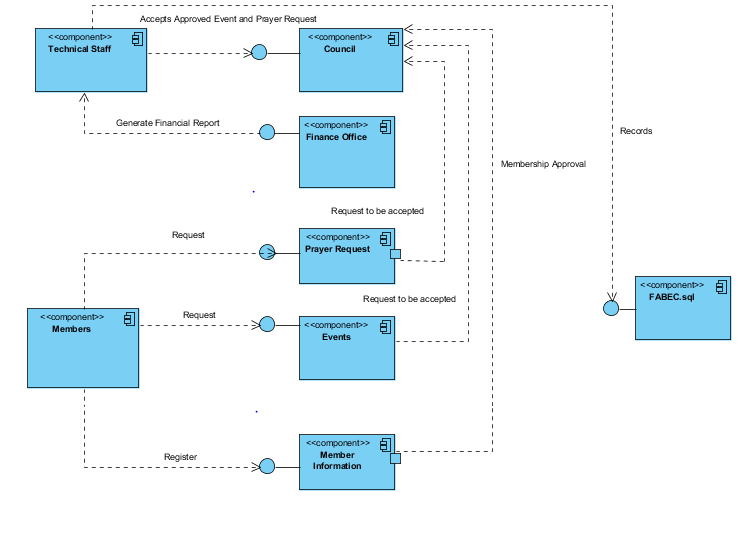 Accepts Approved Event and Prayer Request
<<component>>
Technical Staff
<<component>>
Council
Generate Financial Report
<<component>>
Finance Office
Records
Membership Approval
Request to be accepted
Request
<<component>>
Prayer Request
<<component>>
FABEC.sql
Request to be accepted
<<component>>
Members
Request
<<component>>
Events
Register
<<component>>
Member
Information